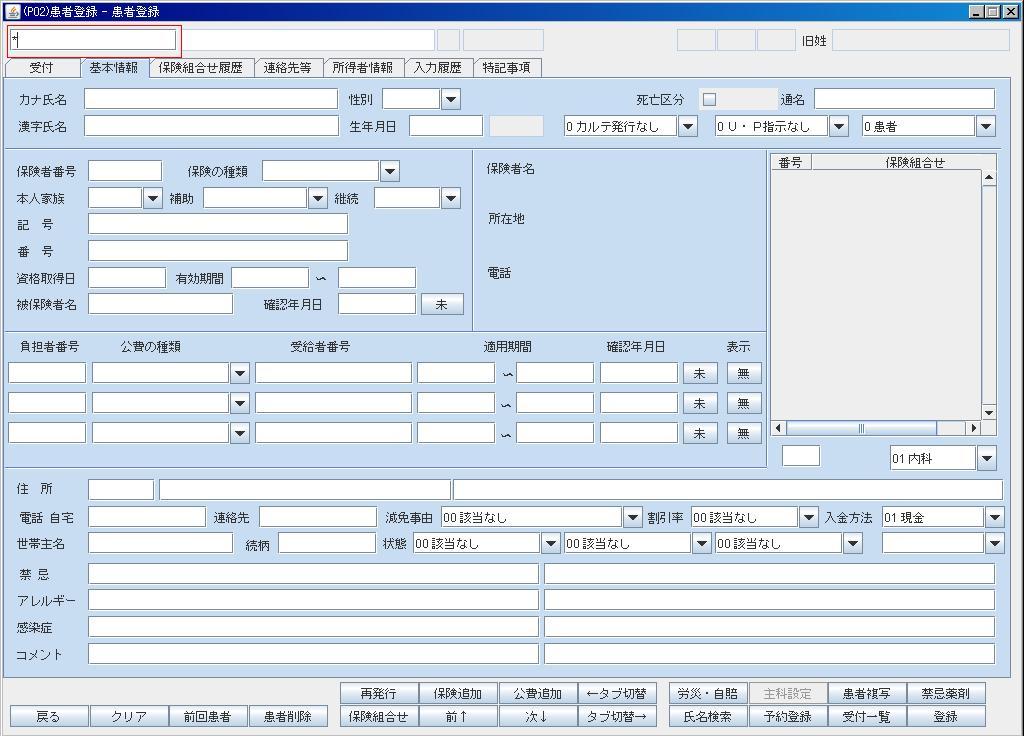 (P02)患者登録 - 患者登録
*
旧姓
受付 基本情報 保険組合せ履歴 連絡先等 所得者情報 入力履歴 特記事項
カナ氏名 性別 死亡区分 通名
漢字氏名 生年月日 0 カルテ発行なし 0 U・P指示なし 0 患者
保険者番号 保険の種類 保険者名 番号 保険組合せ
本人家族 補助 継続
記 号 所在地
番 号
資格取得日 有効期間 ~ 電話
被保険者名 確認年月日 未
負担者番号 公費の種類 受給者番号 適用期間 確認年月日 表示
~ 未 無
~ 未 無
~ 未 無
01 内科
住 所
電話 自宅 連絡先 減免事由 00 該当なし 割引率 00 該当なし 入金方法 01 現金
世帯主名 続柄 状態 00 該当なし 00 該当なし 00 該当なし
禁 忌
アレルギー
感染症
コメント
再発行 保険追加 公費追加 ←タブ切替 労災・自賠 主科設定 患者複写 禁忌薬剤
戻る クリア 前回患者 患者削除 保険組合せ 前↑ 次↓ タブ切替→ 氏名検索 予約登録 受付一覧 登録